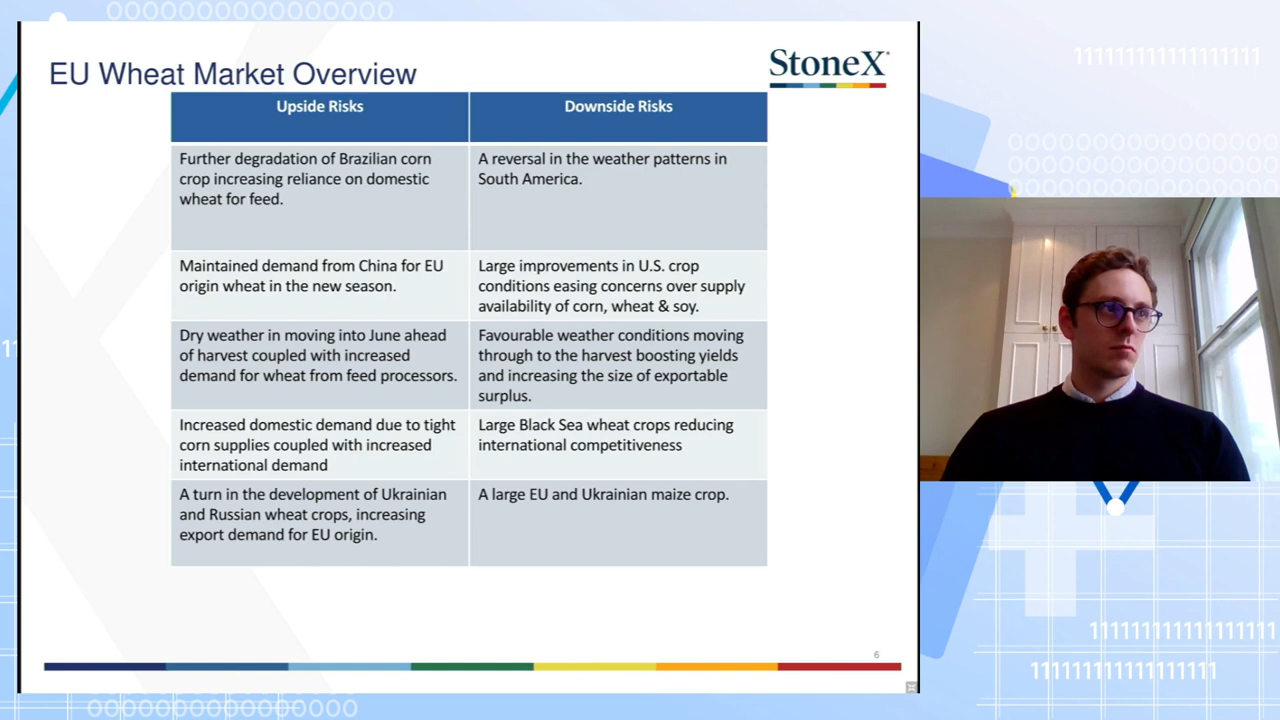 OOOOOOOOOOOOOOOOO
EU Wheat Market Overview
StoneX®
111111111111111111
Upside Risks
Downside Risks
Further degradation of Brazilian corn
crop increasing reliance on domestic
wheat for feed.
A reversal in the weather patterns in
South America.
Maintained demand from China for EU
origin wheat in the new season.
Large improvements in U.S. crop
conditions easing concerns over supply
availability of corn, wheat & soy.
Dry weather in moving into June ahead
of harvest coupled with increased
demand for wheat from feed processors.
Favourable weather conditions moving
through to the harvest boosting yields
and increasing the size of exportable
surplus.
Increased domestic demand due to tight
corn supplies coupled with increased
international demand
Large Black Sea wheat crops reducing
international competitiveness
A turn in the development of Ukrainian
and Russian wheat crops, increasing
export demand for EU origin.
A large EU and Ukrainian maize crop.
6